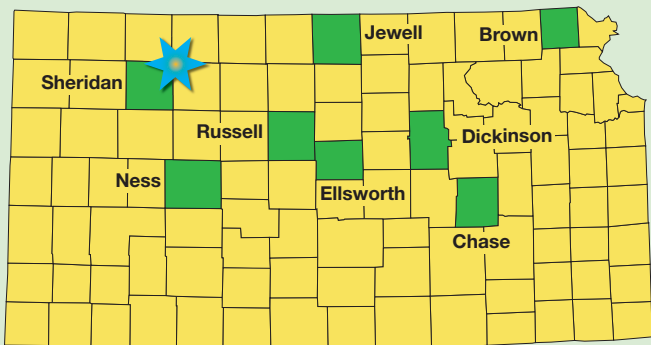 Jewell
Brown
Sheridan
Russell
Dickinson
Ness
Ellsworth
Chase